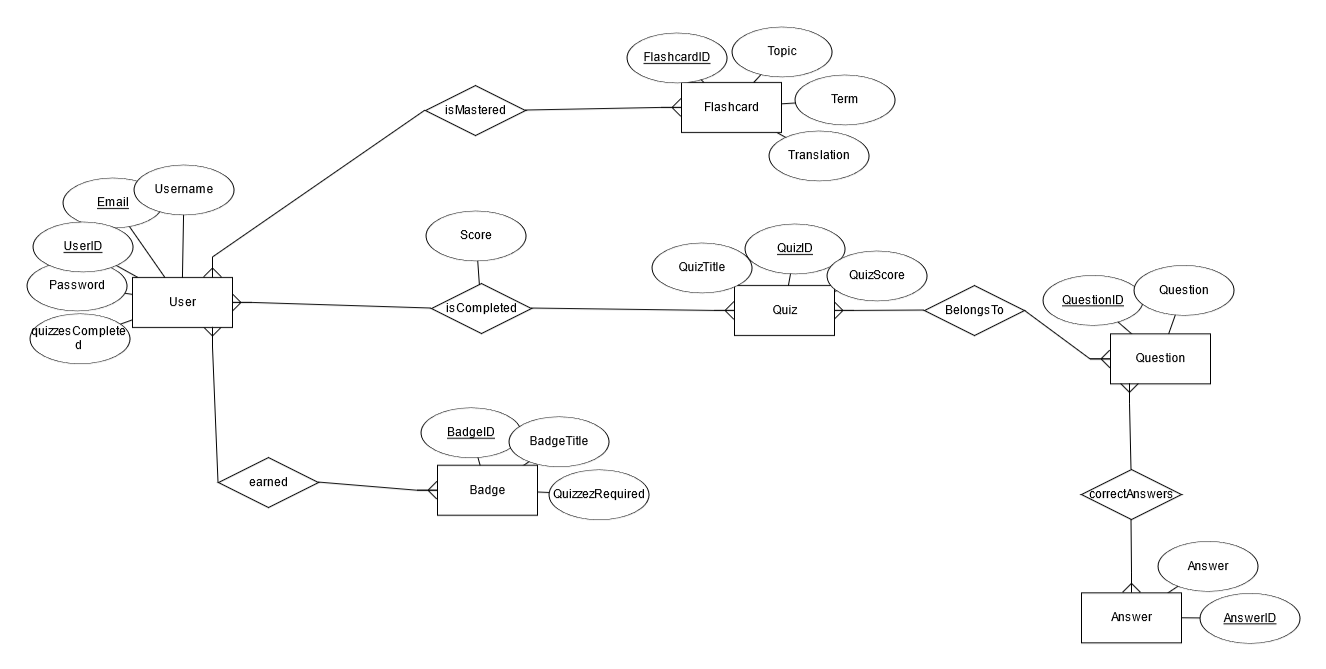 FlashcardID
Topic
isMastered
Flashcard
Term
Translation
Email
Username
UserID
Password
User
quizzesComplete
d
Score
isCompleted
QuizTitle
QuizID
QuizScore
Quiz
BelongsTo
QuestionID
Question
Question
BadgeID
BadgeTitle
earned
Badge
QuizzezRequired
correctAnswers
Answer
Answer
AnswerID